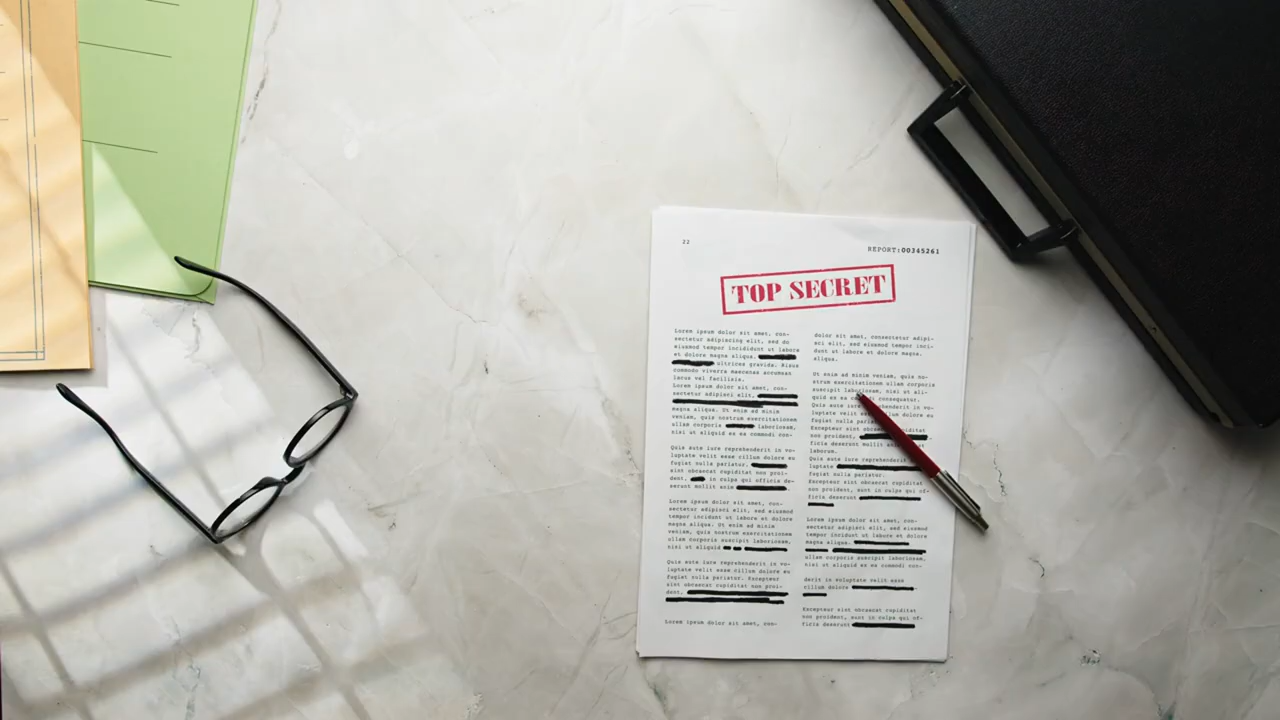 22
REPORT:00345261
TOP SECRET
Lorem ipsum dolor sit amet, con-
sectetur adipiscing elit, sed do
eiusmod tempor incididunt ut labore
et dolore magna aliqua.
ultrices gravida. Risus
commodo viverra maecenas accumsan
lacus vel facilisis.
Lorem ipsum dolor sit amet, con-
sectetur adipisci elit,
magna aliqua. Ut enim ad minim
veniam, quis nostrum exercitationem
ullam corporis laboriosam,
nisi ut aliquid ex ea commodi con-
Quis aute iure reprehenderit in vo-
luptate velit esse cillum dolore eu
fugiat nulla pariatur.
sint obcaecat cupiditat non proi-
dent, in culpa qui officia de-
serunt mollit anim
Lorem ipsum dolor sit amet, con-
sectetur adipisci elit, sed eiusmod
tempor incidunt ut labore et dolore
magna aliqua. Ut enim ad minim
veniam, quis nostrum exercitationem
ullam corporis suscipit laboriosam,
nisi ut aliquid
Quis aute iure reprehenderit in vo-
luptate velit esse cillum dolore eu
fugiat nulla pariatur. Excepteur
sint obcaecat cupiditat non proi-
dent,
Lorem ipsum dolor sit amet, con-
dolor sit amet, consectetur adipi-
sci elit, sed eiusmod tempor inci-
dunt ut labore et dolore magna
aliqua.
Ut enim ad minim veniam, quis no-
strum exercitationem ullam corporis
suscipit laboriosam, nisi ut ali-
quid ex ea commodi consequatur.
Quis aute iure reprehenderit in vo-
luptate velit esse cillum dolore eu
fugiat nulla
Excepteur sint cupiditat
non proident,
ficia deserunt mollit
laborum.
Quis aute iure reprehenderit
luptate
fugiat nulla pariatur.
Excepteur sint obcaecat cupiditat
non proident, sunt in culpa qui of-
ficia deserunt
Lorem ipsum dolor sit amet, con-
sectetur adipisci elit, sed eiusmod
tempor incidunt ut labore et dolore
magna aliqua.
ullam corporis suscipit laboriosam,
nisi ut aliquid ex ea commodi con-
derit in voluptate velit esse
cillum dolore
Excepteur sint obcaecat cupiditat
non proident, sunt in culpa qui of-
ficia deserunt